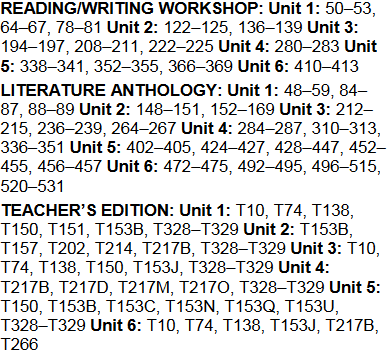 READING/WRITING WORKSHOP: Unit 1: 50–53,
64–67, 78–81 Unit 2: 122–125, 136–139 Unit 3:
194–197, 208–211, 222–225 Unit 4: 280–283 Unit
5: 338–341, 352–355, 366–369 Unit 6: 410–413
LITERATURE ANTHOLOGY: Unit 1: 48–59, 84–
87, 88–89 Unit 2: 148–151, 152–169 Unit 3: 212–
215, 236–239, 264–267 Unit 4: 284–287, 310–313,
336–351 Unit 5: 402–405, 424–427, 428–447, 452–
455, 456–457 Unit 6: 472–475, 492–495, 496–515,
520–531
TEACHER’S EDITION: Unit 1: T10, T74, T138,
T150, T151, T153B, T328–T329 Unit 2: T153B,
T157, T202, T214, T217B, T328–T329 Unit 3: T10,
T74, T138, T150, T153J, T328–T329 Unit 4:
T217B, T217D, T217M, T217O, T328–T329 Unit 5:
T150, T153B, T153C, T153N, T153Q, T153U,
T328–T329 Unit 6: T10, T74, T138, T153J, T217B,
T266